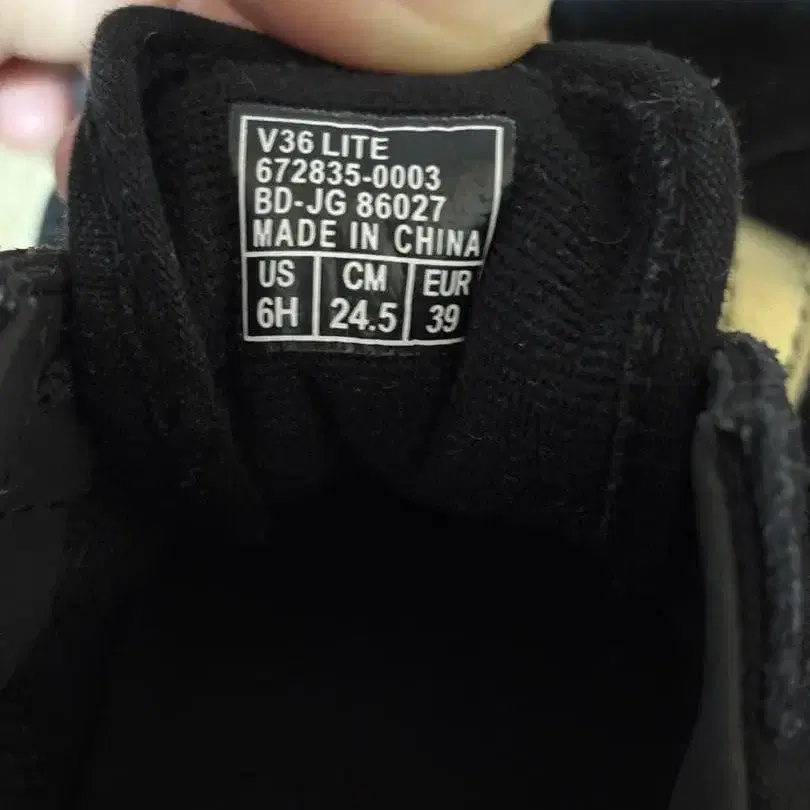 V36 LITE
672835-0003
BD-JG 86027
MADE IN CHINA
US CM EUR
6H 24.5 39